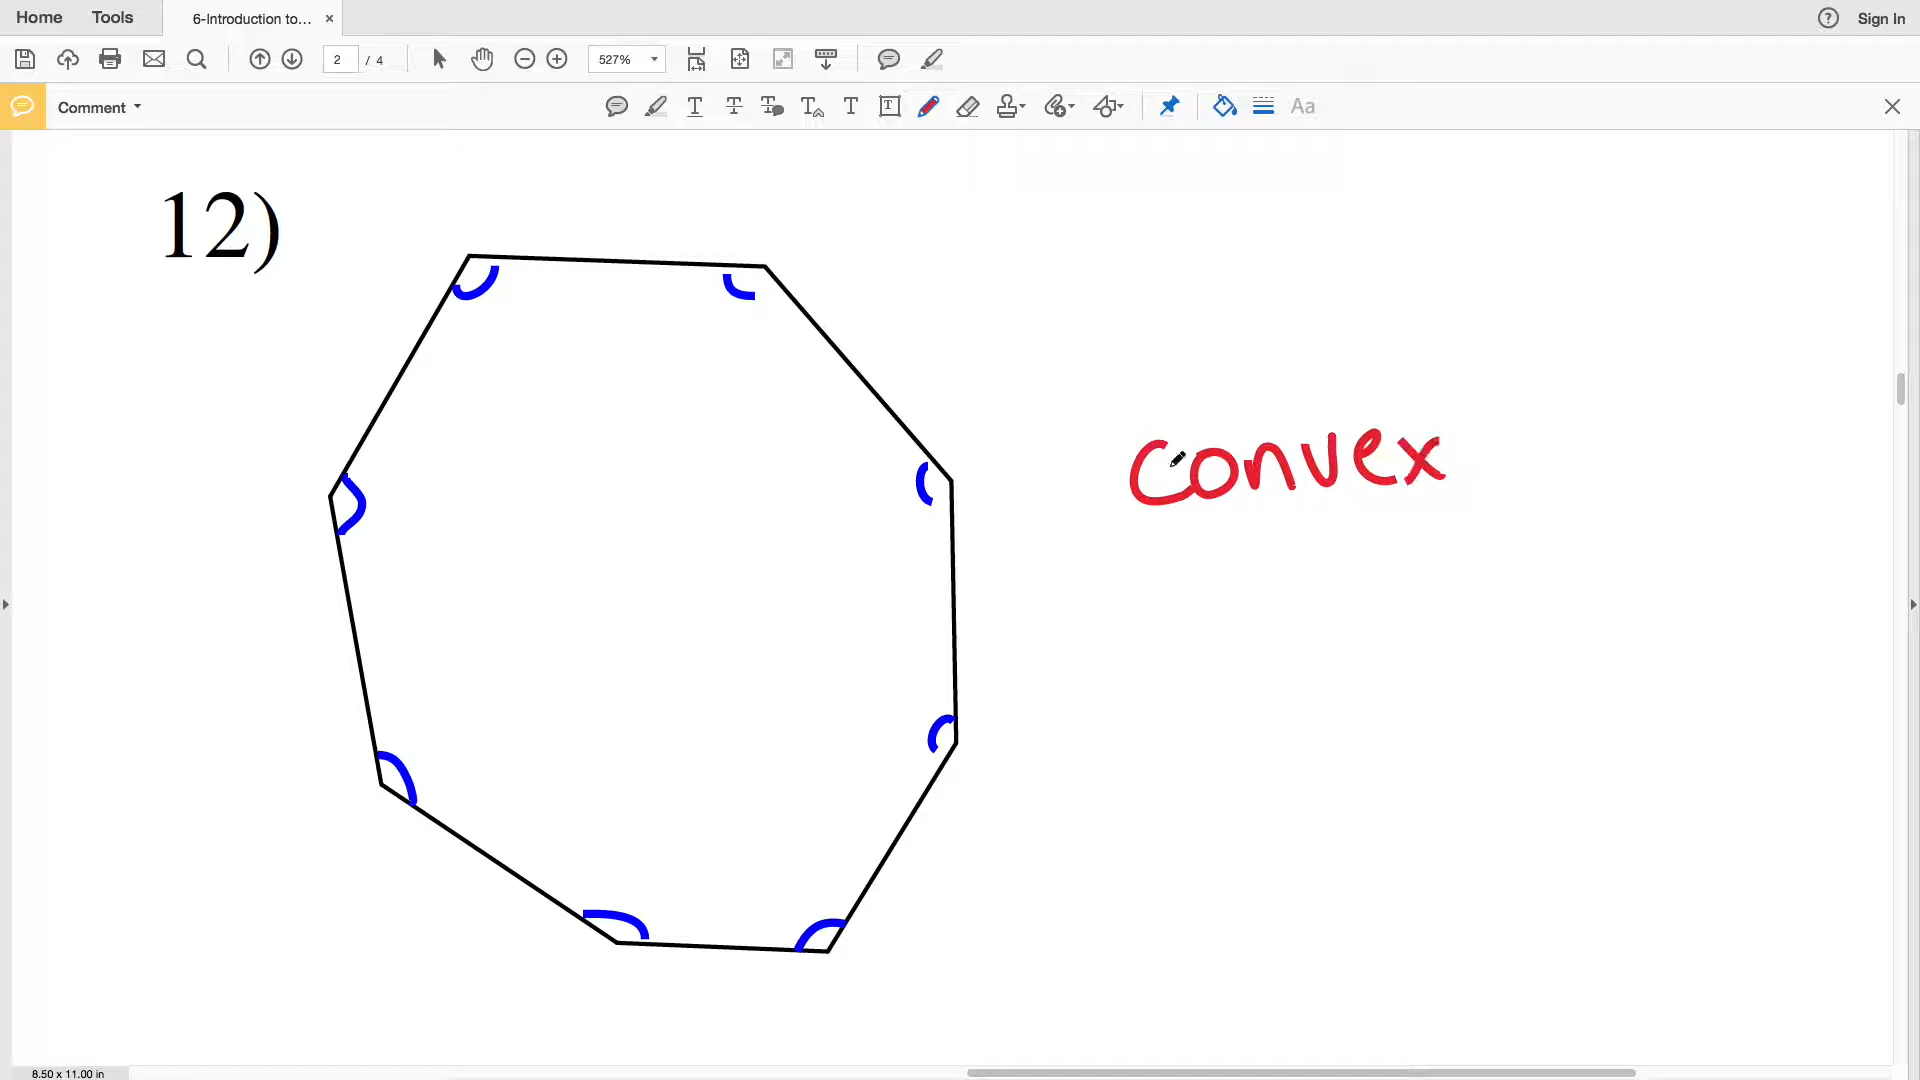 Home Tools 6-Introduction to... × ? Sign In
2 / 4 527%
Comment T T T T T T Aa
12)
Convex
8.50 x 11.00 in